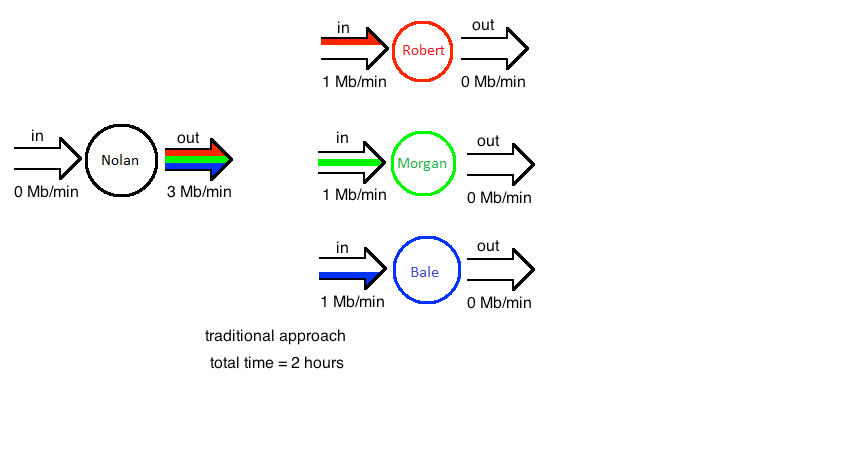 in
out
Robert
1 Mb/min
0 Mb/min
in
out
Nolan
0 Mb/min
3 Mb/min
in
out
Morgan
1 Mb/min
0 Mb/min
in
out
Bale
1 Mb/min
0 Mb/min
traditional approach
total time = 2 hours